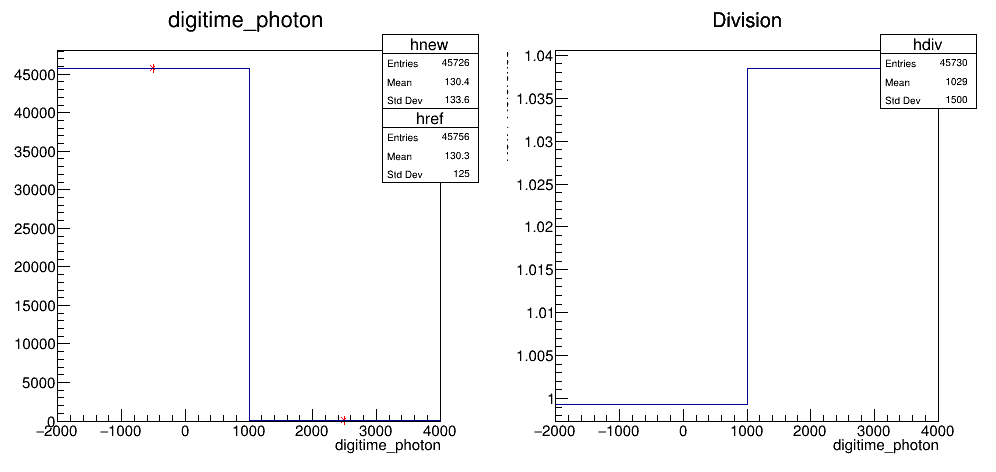 digitime_photon
hnew
Entries 45726
Mean 130.4
Std Dev 133.6
href
Entries 45756
Mean 130.3
Std Dev 125
45000
40000
35000
30000
25000
20000
15000
10000
5000
0
−2000 −1000 0 1000 2000 3000 4000
digitime_photon
Division
hdiv
Entries 45730
Mean 1029
Std Dev 1500
1.04
1.035
1.03
1.025
1.02
1.015
1.01
1.005
1
−2000 −1000 0 1000 2000 3000 4000
digitime_photon